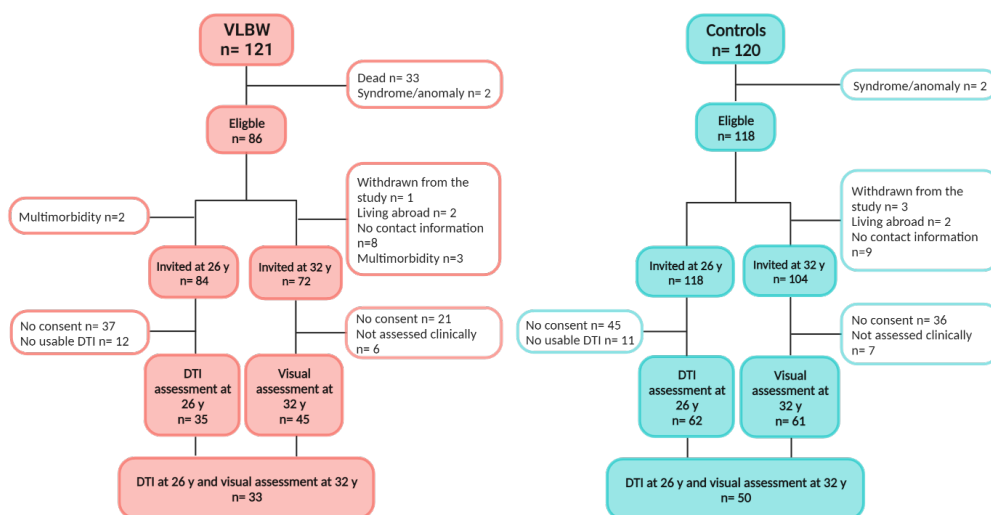 VLBW
n= 121
Dead n= 33
Syndrome/anomaly n= 2
Eligble
n= 86
Multimorbidity n=2
Withdrawn from the
study n= 1
Living abroad n= 2
No contact information
n=8
Multimorbidity n=3
Invited at 26 y
n= 84
Invited at 32 y
n= 72
No consent n= 37
No usable DTI n= 12
No consent n= 21
Not assessed clinically
n= 6
DTI
assessment at
26 y
n= 35
Visual
assessment at
32 y
n= 45
DTI at 26 y and visual assessment at 32 y
n= 33
Controls
n= 120
Syndrome/anomaly n= 2
Eligble
n= 118
Withdrawn from the
study n= 3
Living abroad n= 2
No contact information
n=9
Invited at 26 y
n= 118
Invited at 32 y
n= 104
No consent n= 45
No usable DTI n= 11
No consent n= 36
Not assessed clinically
n= 7
DTI
assessment at
26 y
n= 62
Visual
assessment at
32 y
n= 61
DTI at 26 y and visual assessment at 32 y
n= 50